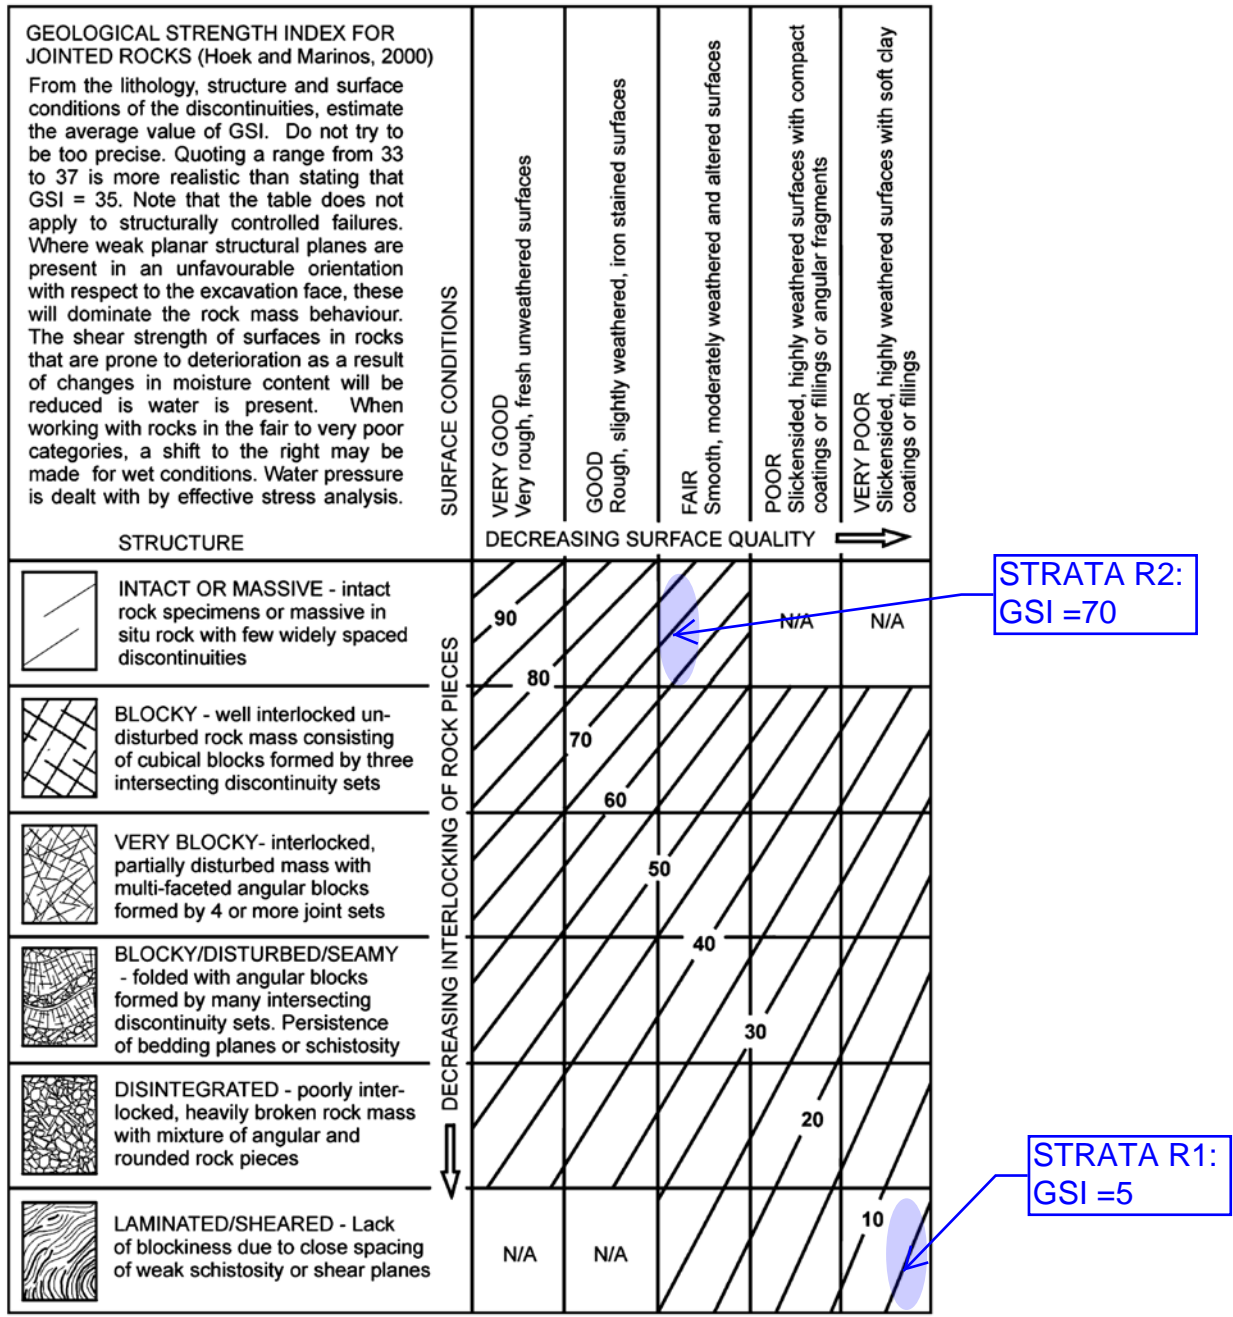 GEOLOGICAL STRENGTH INDEX FOR
JOINTED ROCKS (Hoek and Marinos, 2000)
From the lithology, structure and surface
conditions of the discontinuities, estimate
the average value of GSI. Do not try to
be too precise. Quoting a range from 33
to 37 is more realistic than stating that
GSI = 35. Note that the table does not
apply to structurally controlled failures.
Where weak planar structural planes are
present in an unfavourable orientation
with respect to the excavation face, these
will dominate the rock mass behaviour.
The shear strength of surfaces in rocks
that are prone to deterioration as a result
of changes in moisture content will be
reduced is water is present. When
working with rocks in the fair to very poor
categories, a shift to the right may be
made for wet conditions. Water pressure
is dealt with by effective stress analysis.
STRUCTURE
SURFACE CONDITIONS
VERY GOOD
Very rough, fresh unweathered surfaces
GOOD
Rough, slightly weathered, iron stained surfaces
FAIR
Smooth, moderately weathered and altered surfaces
POOR
Slickensided, highly weathered surfaces with compact
coatings or fillings or angular fragments
VERY POOR
Slickensided, highly weathered surfaces with soft clay
coatings or fillings
DECREASING SURFACE QUALITY
DECREASING INTERLOCKING OF ROCK PIECES
INTACT OR MASSIVE - intact
rock specimens or massive in
situ rock with few widely spaced
discontinuities
BLOCKY - well interlocked un-
disturbed rock mass consisting
of cubical blocks formed by three
intersecting discontinuity sets
VERY BLOCKY- interlocked,
partially disturbed mass with
multi-faceted angular blocks
formed by 4 or more joint sets
BLOCKY/DISTURBED/SEAMY
- folded with angular blocks
formed by many intersecting
discontinuity sets. Persistence
of bedding planes or schistosity
DISINTEGRATED - poorly inter-
locked, heavily broken rock mass
with mixture of angular and
rounded rock pieces
LAMINATED/SHEARED - Lack
of blockiness due to close spacing
of weak schistosity or shear planes
90
N/A
N/A
80
70
60
50
40
30
20
10
N/A
N/A
STRATA R2:
GSI =70
STRATA R1:
GSI =5